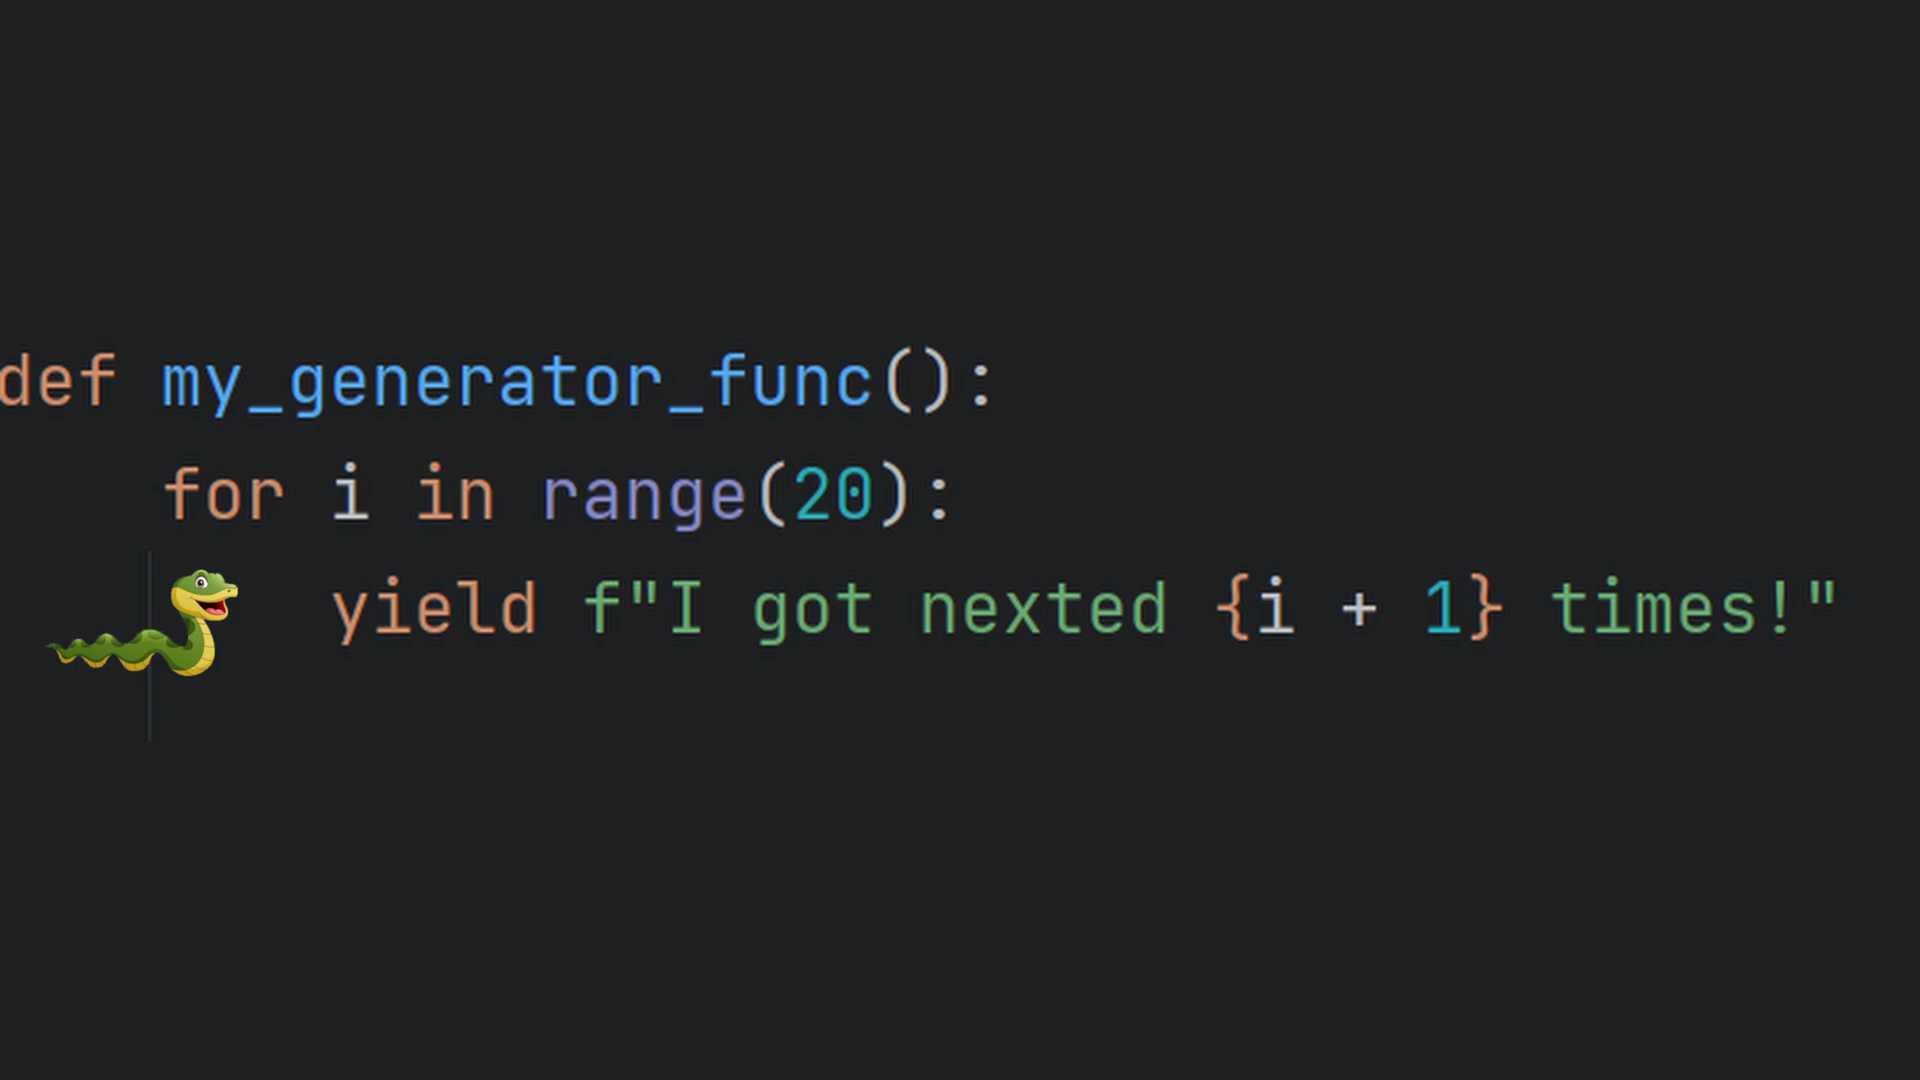 def my_generator_func():
    for i in range(20):
        yield f"I got nexted {i + 1} times!"